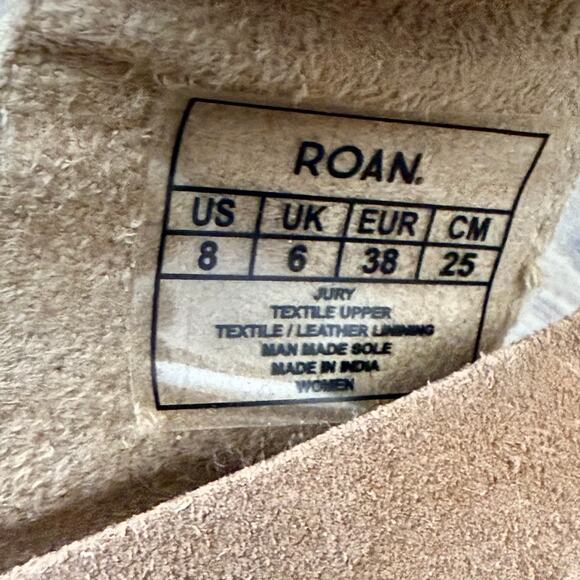 ROAN.
US UK EUR CM
8 6 38 25
JURY
TEXTILE UPPER
TEXTILE / LEATHER LINNING
MAN MADE SOLE
MADE IN INDIA
WOMEN